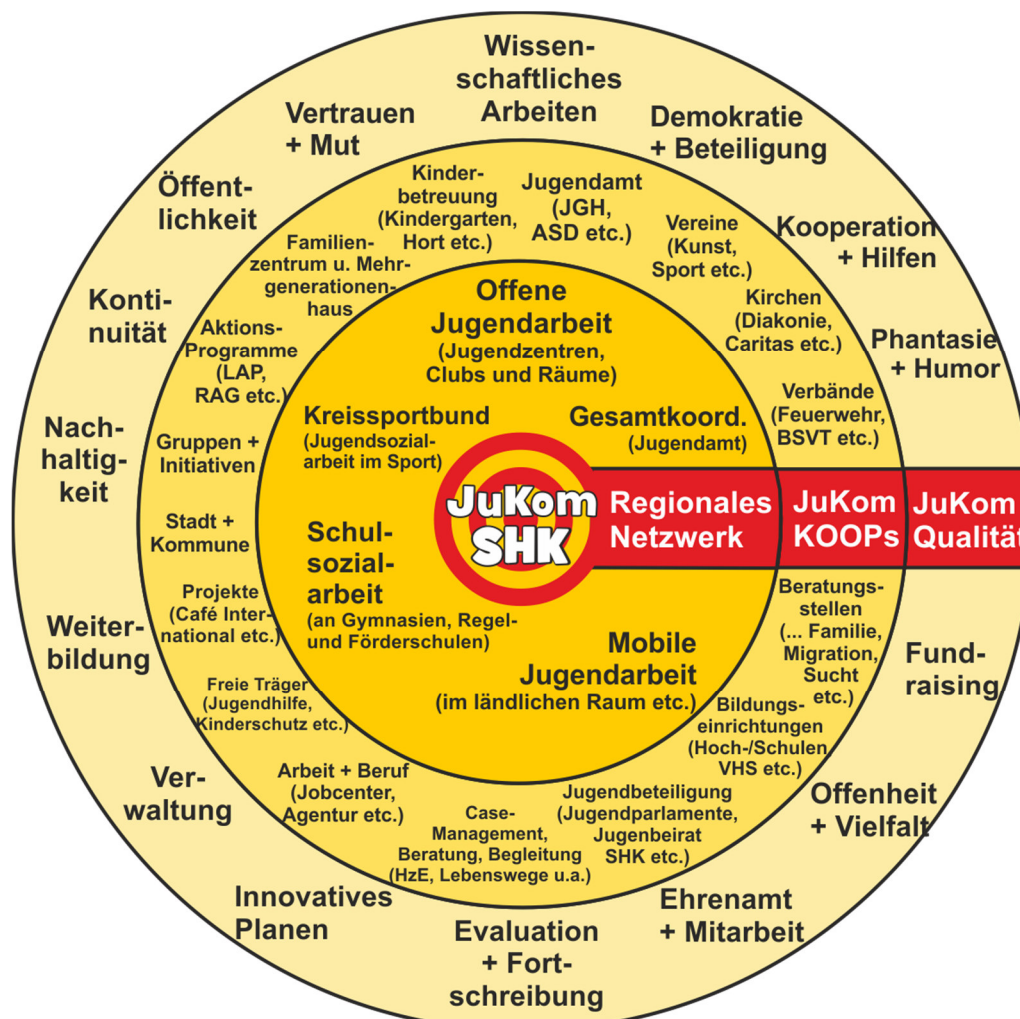 Wissen-
schaftliches
Arbeiten
Demokratie
+ Beteiligung
Kooperation
+ Hilfen
Phantasie
+ Humor
JuKom
Qualität
Fund-
raising
Offenheit
+ Vielfalt
Ehrenamt
+ Mitarbeit
Evaluation
+ Fort-
schreibung
Innovatives
Planen
Ver-
waltung
Weiter-
bildung
Nach-
haltig-
keit
Konti-
nuität
Öffent-
lichkeit
Vertrauen
+ Mut
Kinder-
betreuung
(Kindergarten,
Hort etc.)
Jugendamt
(JGH,
ASD etc.)
Vereine
(Kunst,
Sport etc.)
Kirchen
(Diakonie,
Caritas etc.)
Verbände
(Feuerwehr,
BSVT etc.)
JuKom
KOOPs
Beratungs-
stellen
(... Familie,
Migration,
Sucht
etc.)
Bildungs-
einrichtungen
(Hoch-/Schulen
VHS etc.)
Jugendbeteiligung
(Jugendparlamente,
Jugenbeirat
SHK etc.)
Case-
Management,
Beratung, Begleitung
(HzE, Lebenswege u.a.)
Arbeit + Beruf
(Jobcenter,
Agentur etc.)
Freie Träger
(Jugendhilfe,
Kinderschutz etc.)
Projekte
(Café Inter-
national etc.)
Stadt +
Kommune
Gruppen +
Initiativen
Aktions-
Programme
(LAP,
RAG etc.)
Familien-
zentrum u. Mehr-
generationen-
haus
Offene
Jugendarbeit
(Jugendzentren,
Clubs und Räume)
Kreissportbund
(Jugendsozial-
arbeit im Sport)
Gesamtkoord.
(Jugendamt)
JuKom
SHK
Regionales
Netzwerk
Schul-
sozial-
arbeit
(an Gymnasien, Regel-
und Förderschulen)
Mobile
Jugendarbeit
(im ländlichen Raum etc.)